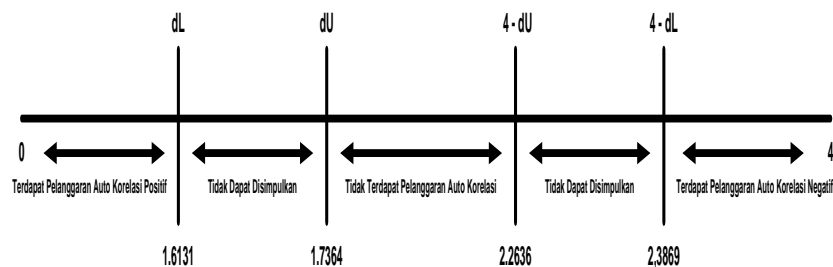 dL dU 4 - dU 4 - dL
0 4
Terdapat Pelanggaran Auto Korelasi Positif Tidak Dapat Disimpulkan Tidak Terdapat Pelanggaran Auto Korelasi Tidak Dapat Disimpulkan Terdapat Pelanggaran Auto Korelasi Negatif
1.6131 1.7364 2.2636 2,3869